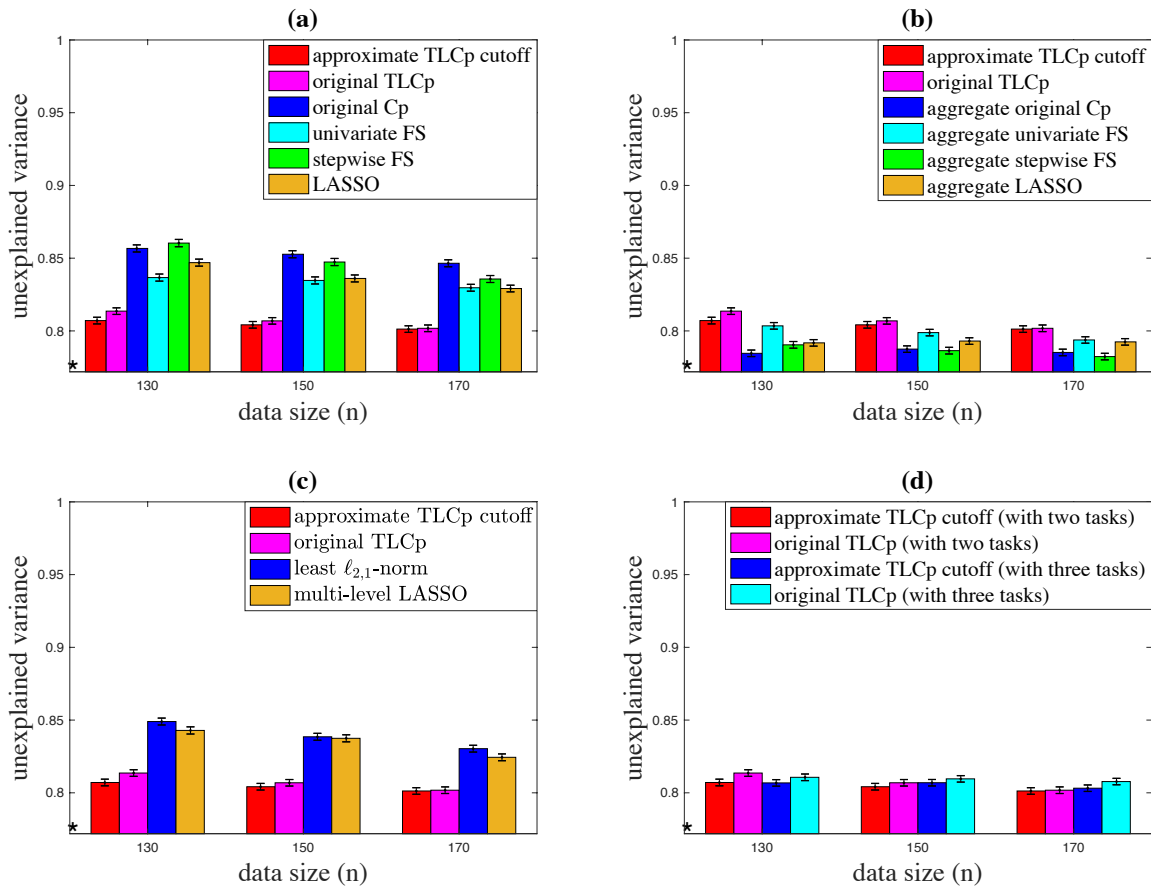 (a)
1
0.95
0.9
0.85
0.8
*
unexplained variance
approximate TLCp cutoff
original TLCp
original Cp
univariate FS
stepwise FS
LASSO
130
150
170
data size (n)
(b)
1
0.95
0.9
0.85
0.8
*
unexplained variance
approximate TLCp cutoff
original TLCp
aggregate original Cp
aggregate univariate FS
aggregate stepwise FS
aggregate LASSO
130
150
170
data size (n)
(c)
1
0.95
0.9
0.85
0.8
*
unexplained variance
approximate TLCp cutoff
original TLCp
least ℓ2,1-norm
multi-level LASSO
130
150
170
data size (n)
(d)
1
0.95
0.9
0.85
0.8
*
unexplained variance
approximate TLCp cutoff (with two tasks)
original TLCp (with two tasks)
approximate TLCp cutoff (with three tasks)
original TLCp (with three tasks)
130
150
170
data size (n)